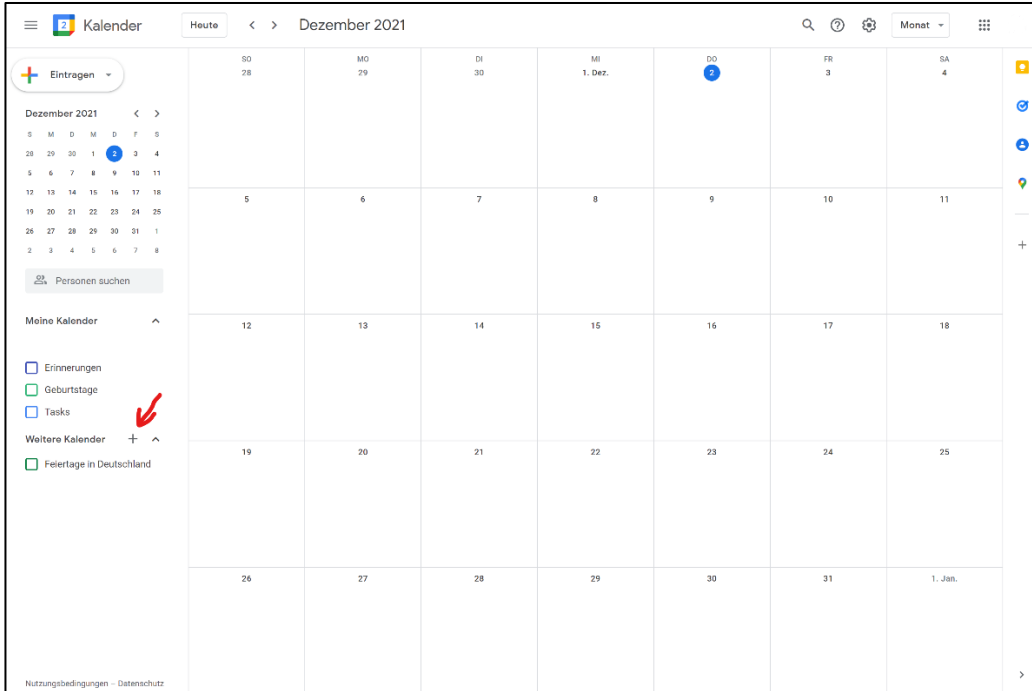 2 Kalender Heute Dezember 2021 Monat
Eintragen
Dezember 2021
S M D M D F S
28 29 30 1 2 3 4
5 6 7 8 9 10 11
12 13 14 15 16 17 18
19 20 21 22 23 24 25
26 27 28 29 30 31 1
2 3 4 5 6 7 8
Personen suchen
Meine Kalender
Erinnerungen
Geburtstage
Tasks
Weitere Kalender
Feiertage in Deutschland
Nutzungsbedingungen – Datenschutz
SO MO DI MI DO FR SA
28 29 30 1. Dez. 2 3 4
5 6 7 8 9 10 11
12 13 14 15 16 17 18
19 20 21 22 23 24 25
26 27 28 29 30 31 1. Jan.